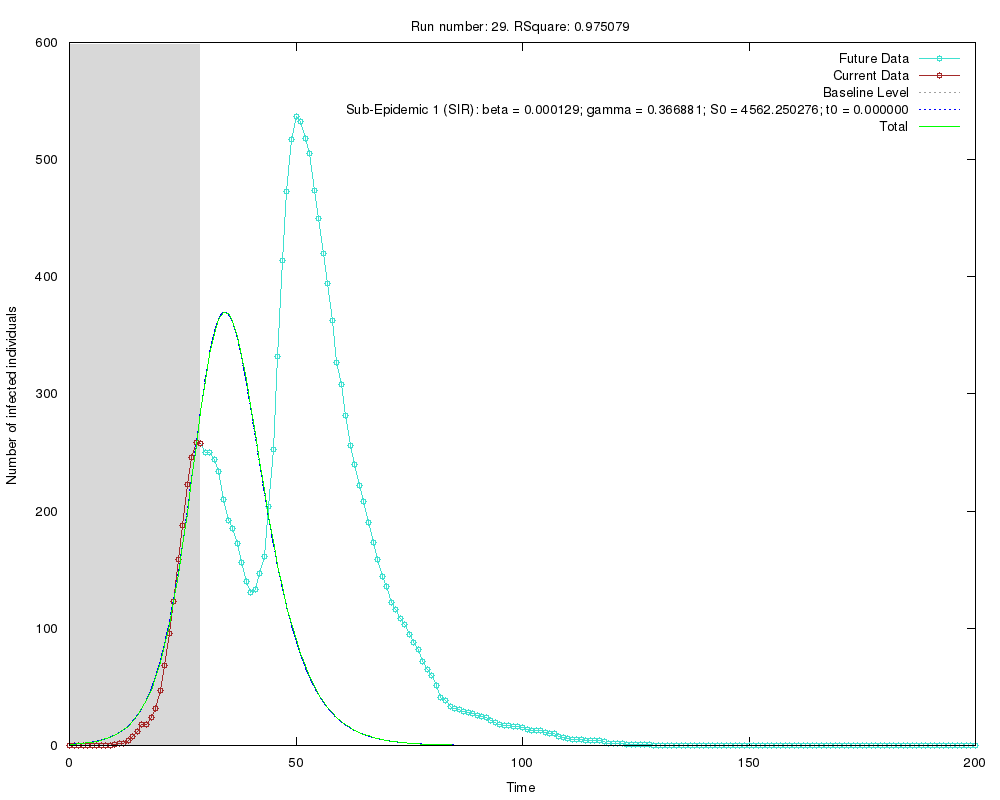 Run number: 29. RSquare: 0.975079
600
500
400
300
200
100
0
0 50 100 150 200
Number of infected individuals
Time
Future Data
Current Data
Baseline Level
Sub-Epidemic 1 (SIR): beta = 0.000129; gamma = 0.366881; S0 = 4562.250276; t0 = 0.000000
Total